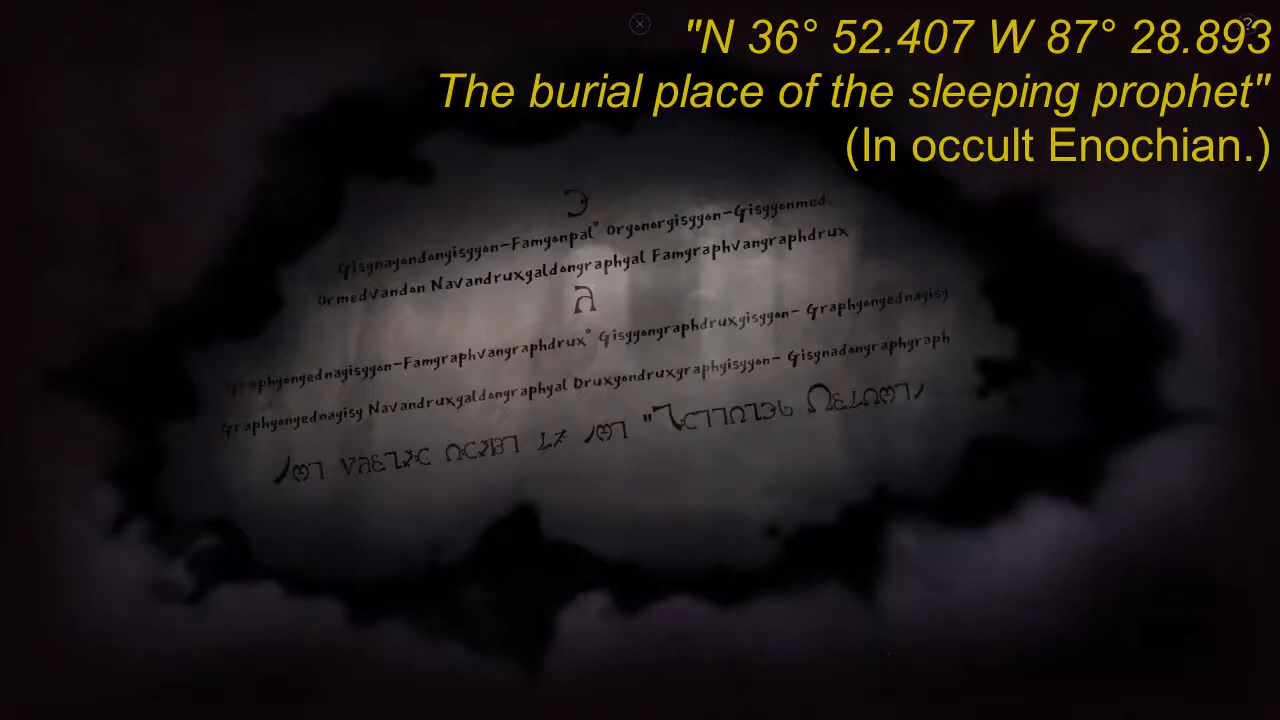 "N 36° 52.407 W 87° 28.893
The burial place of the sleeping prophet"
(In occult Enochian.)
Gisgnagondongisggon-Famgonpal° Orgonorgisggon-Gisggonmed.
OrmedVandon Navandruxgaldongraphgal FamgraphVangraphdrux
Graphgongednagisggon-FamgraphVangraphdrux° Gisggongraphdruxgisggon- Graphgongednagisg
Graphgongednagisg Navandruxgaldongraphgal Druxgondruxgraphgisggon- Gisgnadongraphgraph